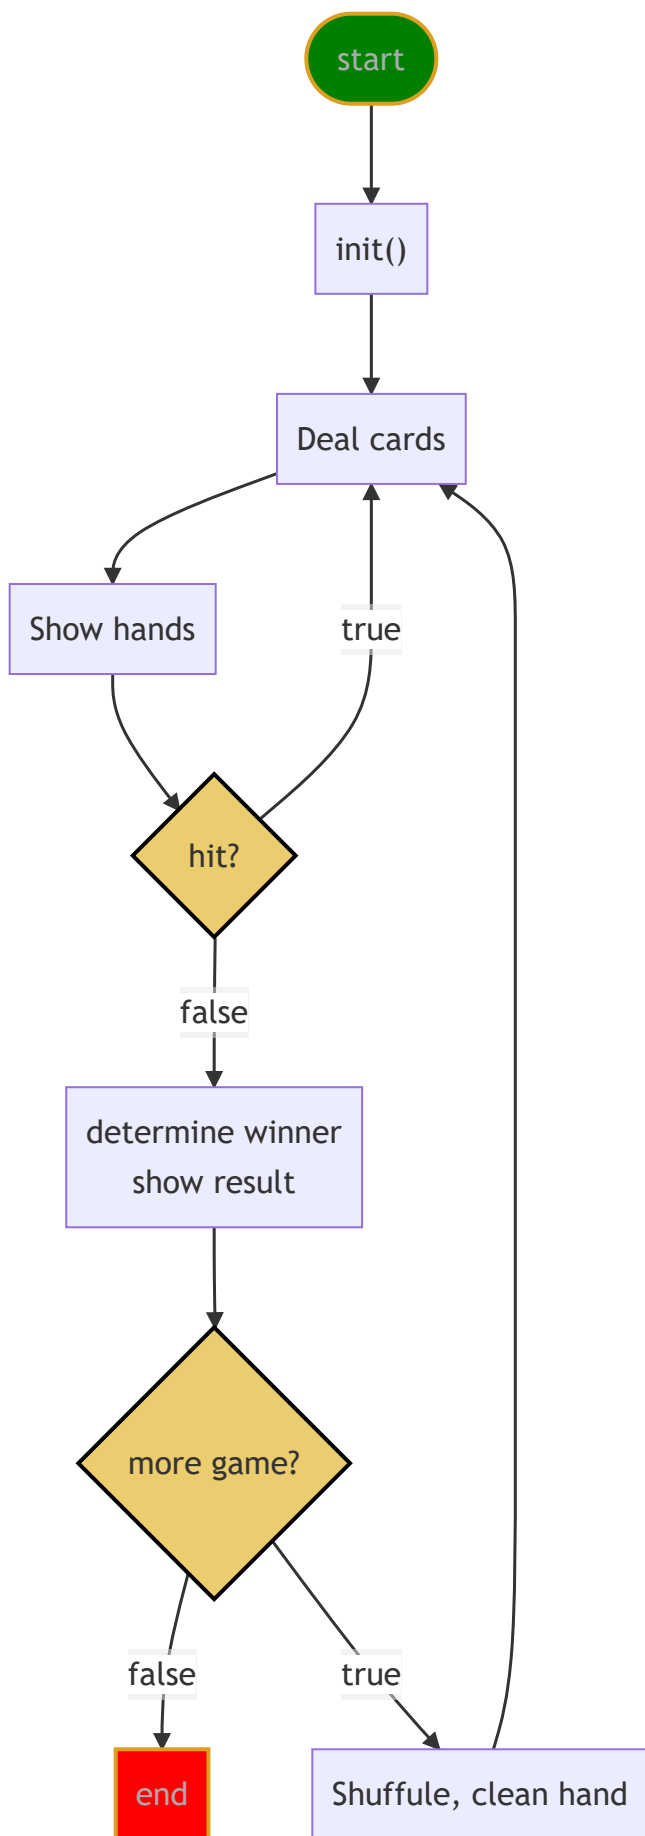 start
init()
Deal cards
Show hands
true
hit?
false
determine winner
show result
more game?
false
true
end
Shuffule, clean hand